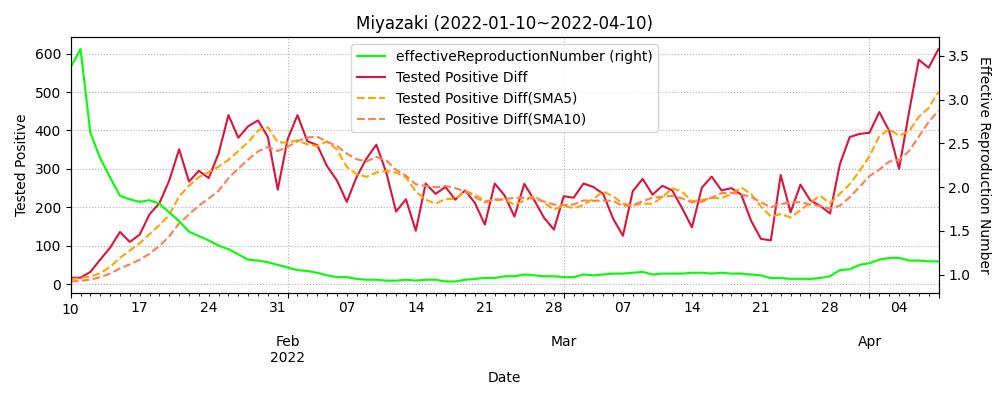 Miyazaki (2022-01-10~2022-04-10)
effectiveReproductionNumber (right)
Tested Positive Diff
Tested Positive Diff(SMA5)
Tested Positive Diff(SMA10)
Tested Positive
600
500
400
300
200
100
0
Effective Reproduction Number
3.5
3.0
2.5
2.0
1.5
1.0
10 17 24 31 07 14 21 28 07 14 21 28 04
Feb Mar Apr
2022
Date